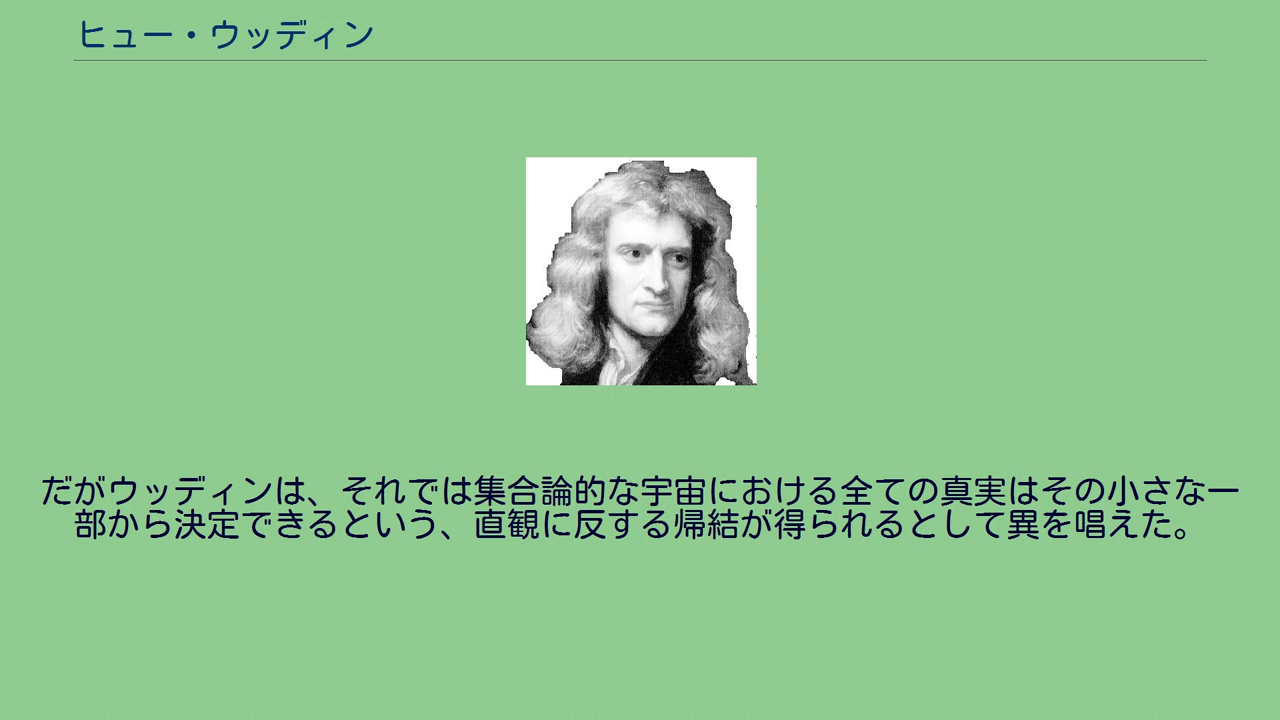 ヒュー・ウッディン
だがウッディンは、それでは集合論的な宇宙における全ての真実はその小さな一
部から決定できるという、直観に反する帰結が得られるとして異を唱えた。